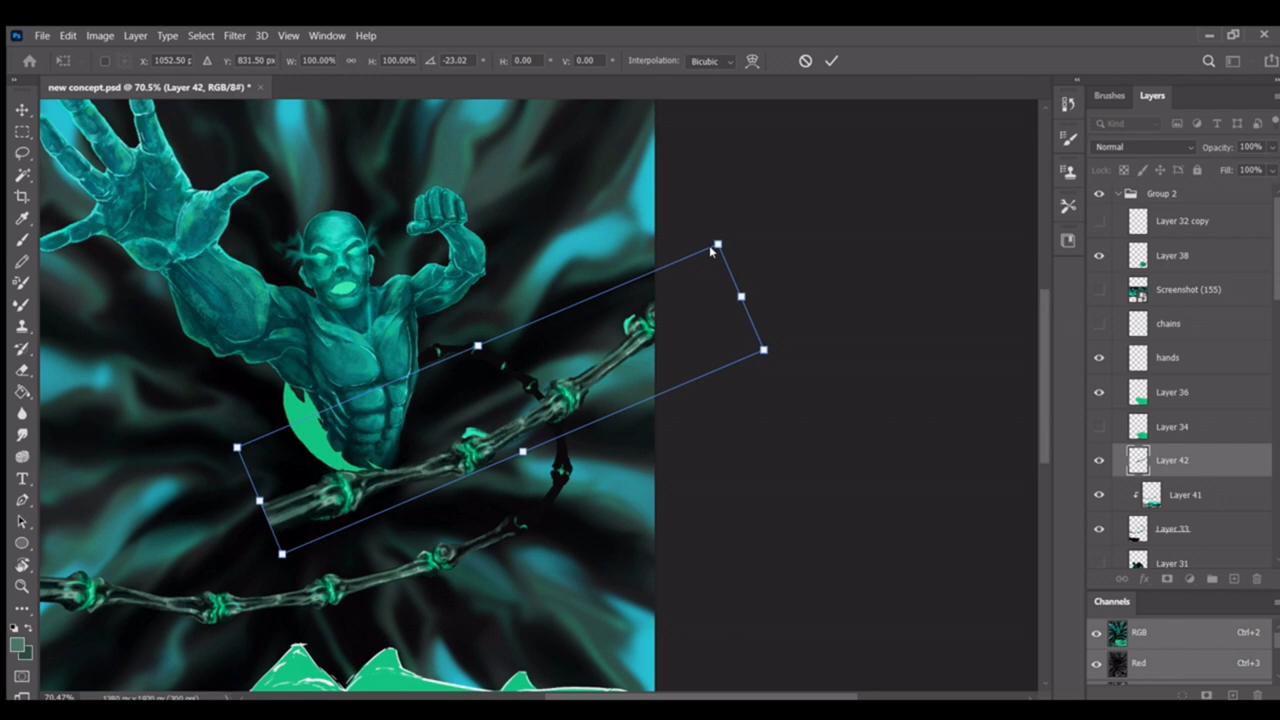 Ps File Edit Image Layer Type Select Filter 3D View Window Help
X: 1052.50 p Y: 831.50 px W: 100.00% H: 100.00% -23.02 ° H: 0.00 ° V: 0.00 ° Interpolation: Bicubic
new concept.psd @ 70.5% (Layer 42, RGB/8#) * ×
Brushes Layers
Kind
Normal Opacity: 100%
Lock: Fill: 100%
Group 2
Layer 32 copy
Layer 38
Screenshot (155)
chains
hands
Layer 36
Layer 34
Layer 42
Layer 41
Layer 33
Layer 31
fx
Channels
RGB Ctrl+2
Red Ctrl+3
70.47%